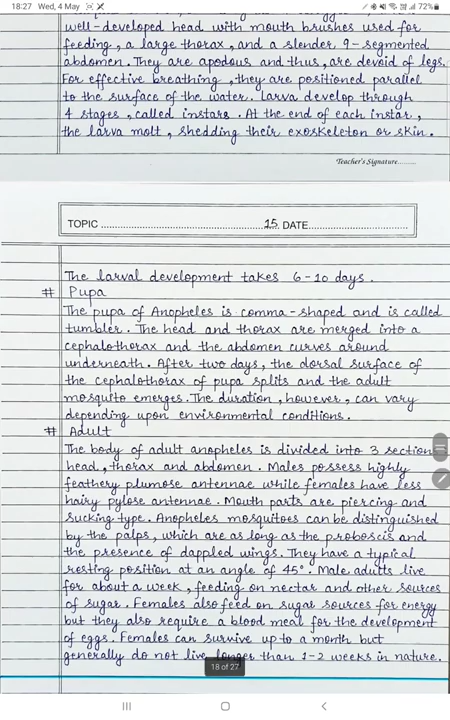 18:27 Wed, 4 May
72%
well-developed head with mouth brushes used for
feeding, a large thorax, and a slender, 9-segmented
abdomen. They are apodous and thus, are devoid of legs.
For effective breathing, they are positioned parallel
to the surface of the water. Larva develop through
4 stages, called instars. At the end of each instar,
the larva molt, shedding their exoskeleton or skin.
Teacher's Signature.........
TOPIC ............................................. 15. DATE.............................
The larval development takes 6-10 days.
# Pupa
The pupa of Anopheles is comma-shaped and is called
tumbler. The head and thorax are merged into a
cephalothorax and the abdomen curves around
underneath. After two days, the dorsal surface of
the cephalothorax of pupa splits and the adult
mosquito emerges. The duration, however, can vary
depending upon environmental conditions.
# Adult
The body of adult anopheles is divided into 3 section
head, thorax and abdomen. Males possess highly
feathery plumose antennae while females have less
hairy pylose antennae. Mouth parts are piercing and
sucking type. Anopheles mosquitoes can be distinguished
by the palps, which are as long as the proboscis and
the presence of dappled wings. They have a typical
resting position at an angle of 45°. Male adults live
for about a week, feeding on nectar and other sources
of sugar. Females also feed on sugar sources for energy
but they also require a blood meal for the development
of eggs. Females can survive up to a month but
generally do not live longer than 1-2 weeks in nature.
18 of 27